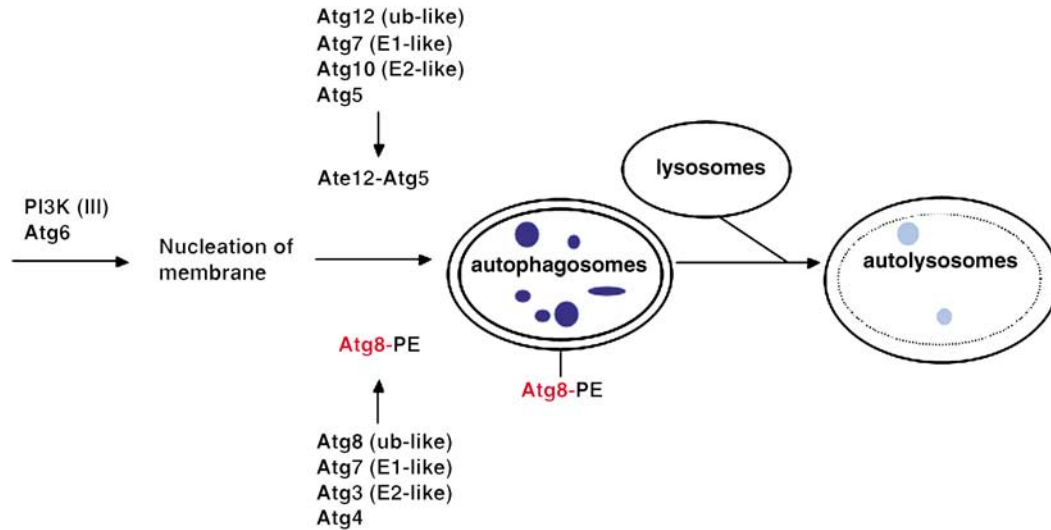 Atg12 (ub-like)
Atg7 (E1-like)
Atg10 (E2-like)
Atg5
Ate12-Atg5
lysosomes
PI3K (III)
Atg6
Nucleation of
membrane
autophagosomes
autolysosomes
Atg8-PE
Atg8-PE
Atg8 (ub-like)
Atg7 (E1-like)
Atg3 (E2-like)
Atg4